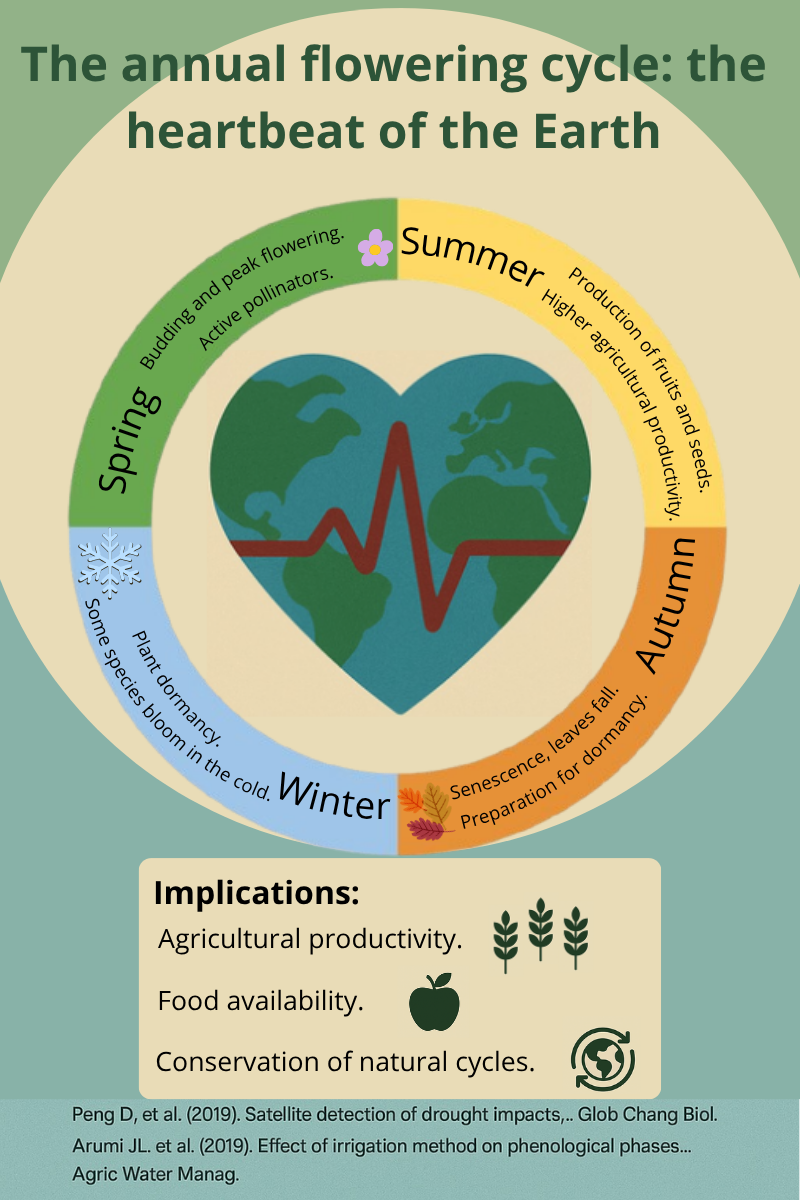 The annual flowering cycle: the
heartbeat of the Earth
Spring
Budding and peak flowering.
Active pollinators.
Summer
Production of fruits and seeds.
Higher agricultural productivity.
Autumn
Senescence, leaves fall.
Preparation for dormancy.
Winter
Plant dormancy.
Some species bloom in the cold.
Implications:
Agricultural productivity.
Food availability.
Conservation of natural cycles.
Peng D, et al. (2019). Satellite detection of drought impacts,.. Glob Chang Biol.
Arumi JL. et al. (2019). Effect of irrigation method on phenological phases...
Agric Water Manag.